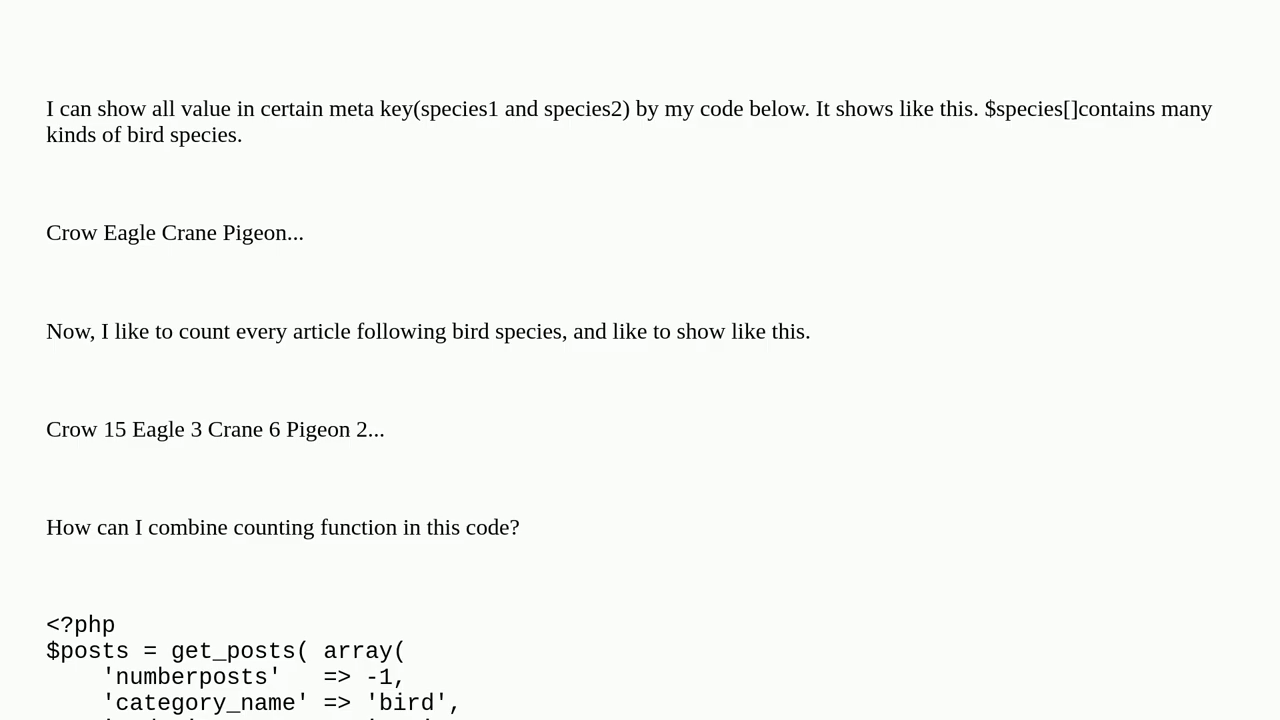 I can show all value in certain meta key(species1 and species2) by my code below. It shows like this. $species[]contains many
kinds of bird species.
Crow Eagle Crane Pigeon...
Now, I like to count every article following bird species, and like to show like this.
Crow 15 Eagle 3 Crane 6 Pigeon 2...
How can I combine counting function in this code?
<?php
$posts = get_posts( array(
    'numberposts'   => -1,
    'category_name' => 'bird',